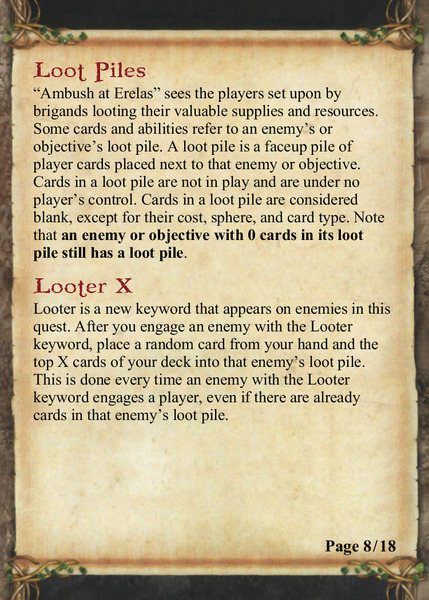 Loot Piles
“Ambush at Erelas” sees the players set upon by
brigands looting their valuable supplies and resources.
Some cards and abilities refer to an enemy’s or
objective’s loot pile. A loot pile is a faceup pile of
player cards placed next to that enemy or objective.
Cards in a loot pile are not in play and are under no
player’s control. Cards in a loot pile are considered
blank, except for their cost, sphere, and card type. Note
that an enemy or objective with 0 cards in its loot
pile still has a loot pile.
Looter X
Looter is a new keyword that appears on enemies in this
quest. After you engage an enemy with the Looter
keyword, place a random card from your hand and the
top X cards of your deck into that enemy’s loot pile.
This is done every time an enemy with the Looter
keyword engages a player, even if there are already
cards in that enemy’s loot pile.
Page 8/18